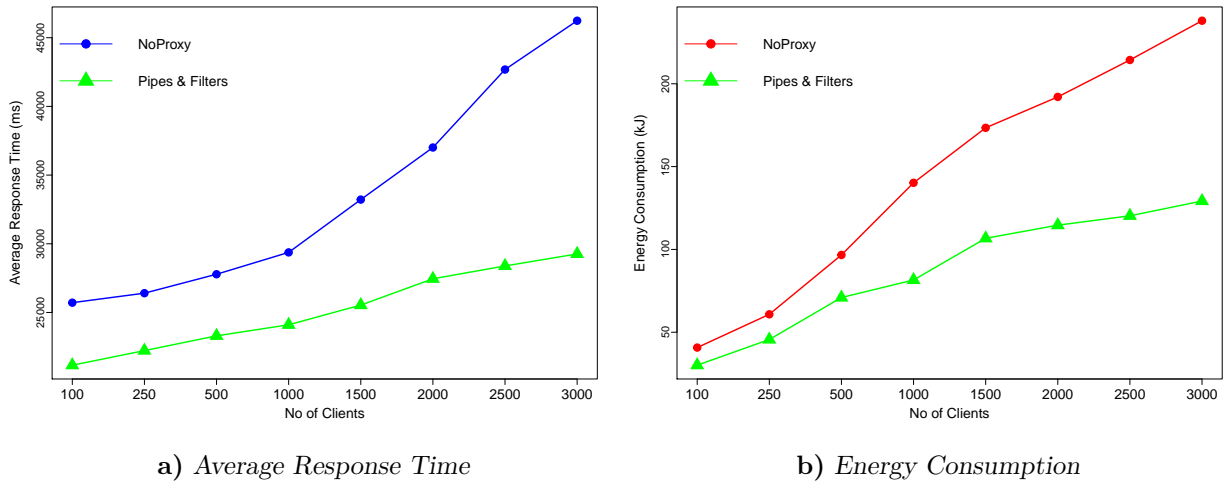 NoProxy
Pipes & Filters
Average Response Time (ms)
45000
40000
35000
30000
25000
100 250 500 1000 1500 2000 2500 3000
No of Clients
a) Average Response Time
NoProxy
Pipes & Filters
Energy Consumption (kJ)
200
150
100
50
100 250 500 1000 1500 2000 2500 3000
No of Clients
b) Energy Consumption